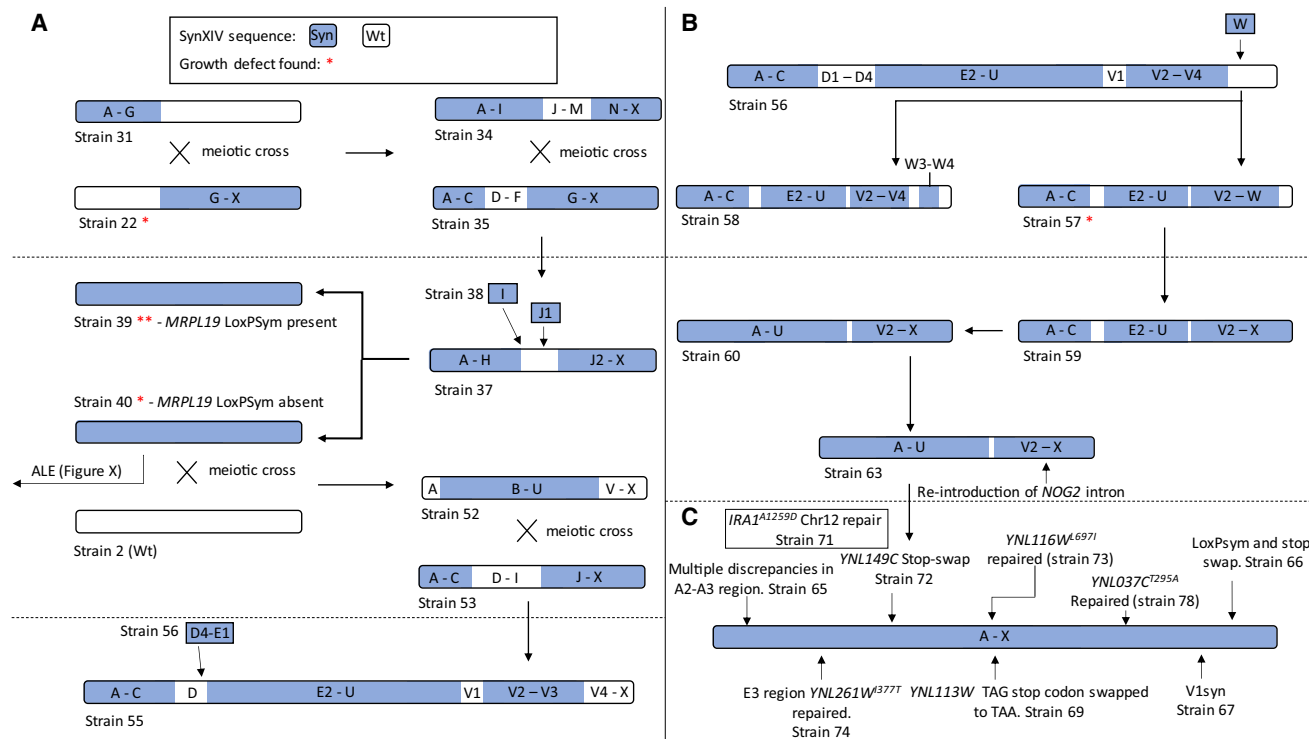 A
SynXIV sequence: Syn Wt
Growth defect found: *
A - G
Strain 31
meiotic cross
G - X
Strain 22 *
A - I J - M N - X
Strain 34
meiotic cross
A - C D - F G - X
Strain 35
Strain 38 I
J1
A - H J2 - X
Strain 37
Strain 39 ** - MRPL19 LoxPSym present
Strain 40 * - MRPL19 LoxPSym absent
ALE (Figure X)
meiotic cross
Strain 2 (Wt)
A B - U V - X
Strain 52
meiotic cross
A - C D - I J - X
Strain 53
Strain 56 D4-E1
A - C D E2 - U V1 V2 – V3 V4 - X
Strain 55
B
W
A - C D1 – D4 E2 - U V1 V2 – V4
Strain 56
W3-W4
A - C E2 - U V2 – V4
Strain 58
A - C E2 - U V2 – W
Strain 57 *
A - U V2 – X
Strain 60
A - C E2 - U V2 – X
Strain 59
A - U V2 – X
Strain 63
Re-introduction of NOG2 intron
C
IRA1A1259D Chr12 repair
Strain 71
Multiple discrepancies in
A2-A3 region. Strain 65
YNL149C Stop-swap
Strain 72
YNL116WL697I
repaired (strain 73)
YNL037CT295A
Repaired (strain 78)
LoxPsym and stop
swap. Strain 66
A - X
E3 region YNL261WI377T
repaired.
Strain 74
YNL113W TAG stop codon swapped
to TAA. Strain 69
V1syn
Strain 67